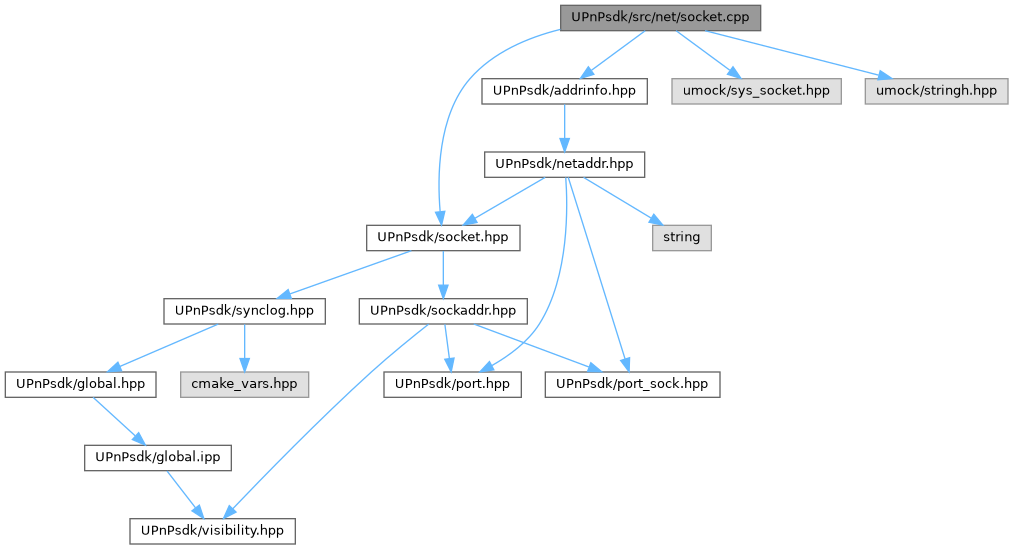 UPnPsdk/src/net/socket.cpp
UPnPsdk/addrinfo.hpp
umock/sys_socket.hpp
umock/stringh.hpp
UPnPsdk/netaddr.hpp
UPnPsdk/socket.hpp
string
UPnPsdk/synclog.hpp
UPnPsdk/sockaddr.hpp
UPnPsdk/global.hpp
cmake_vars.hpp
UPnPsdk/port.hpp
UPnPsdk/port_sock.hpp
UPnPsdk/global.ipp
UPnPsdk/visibility.hpp